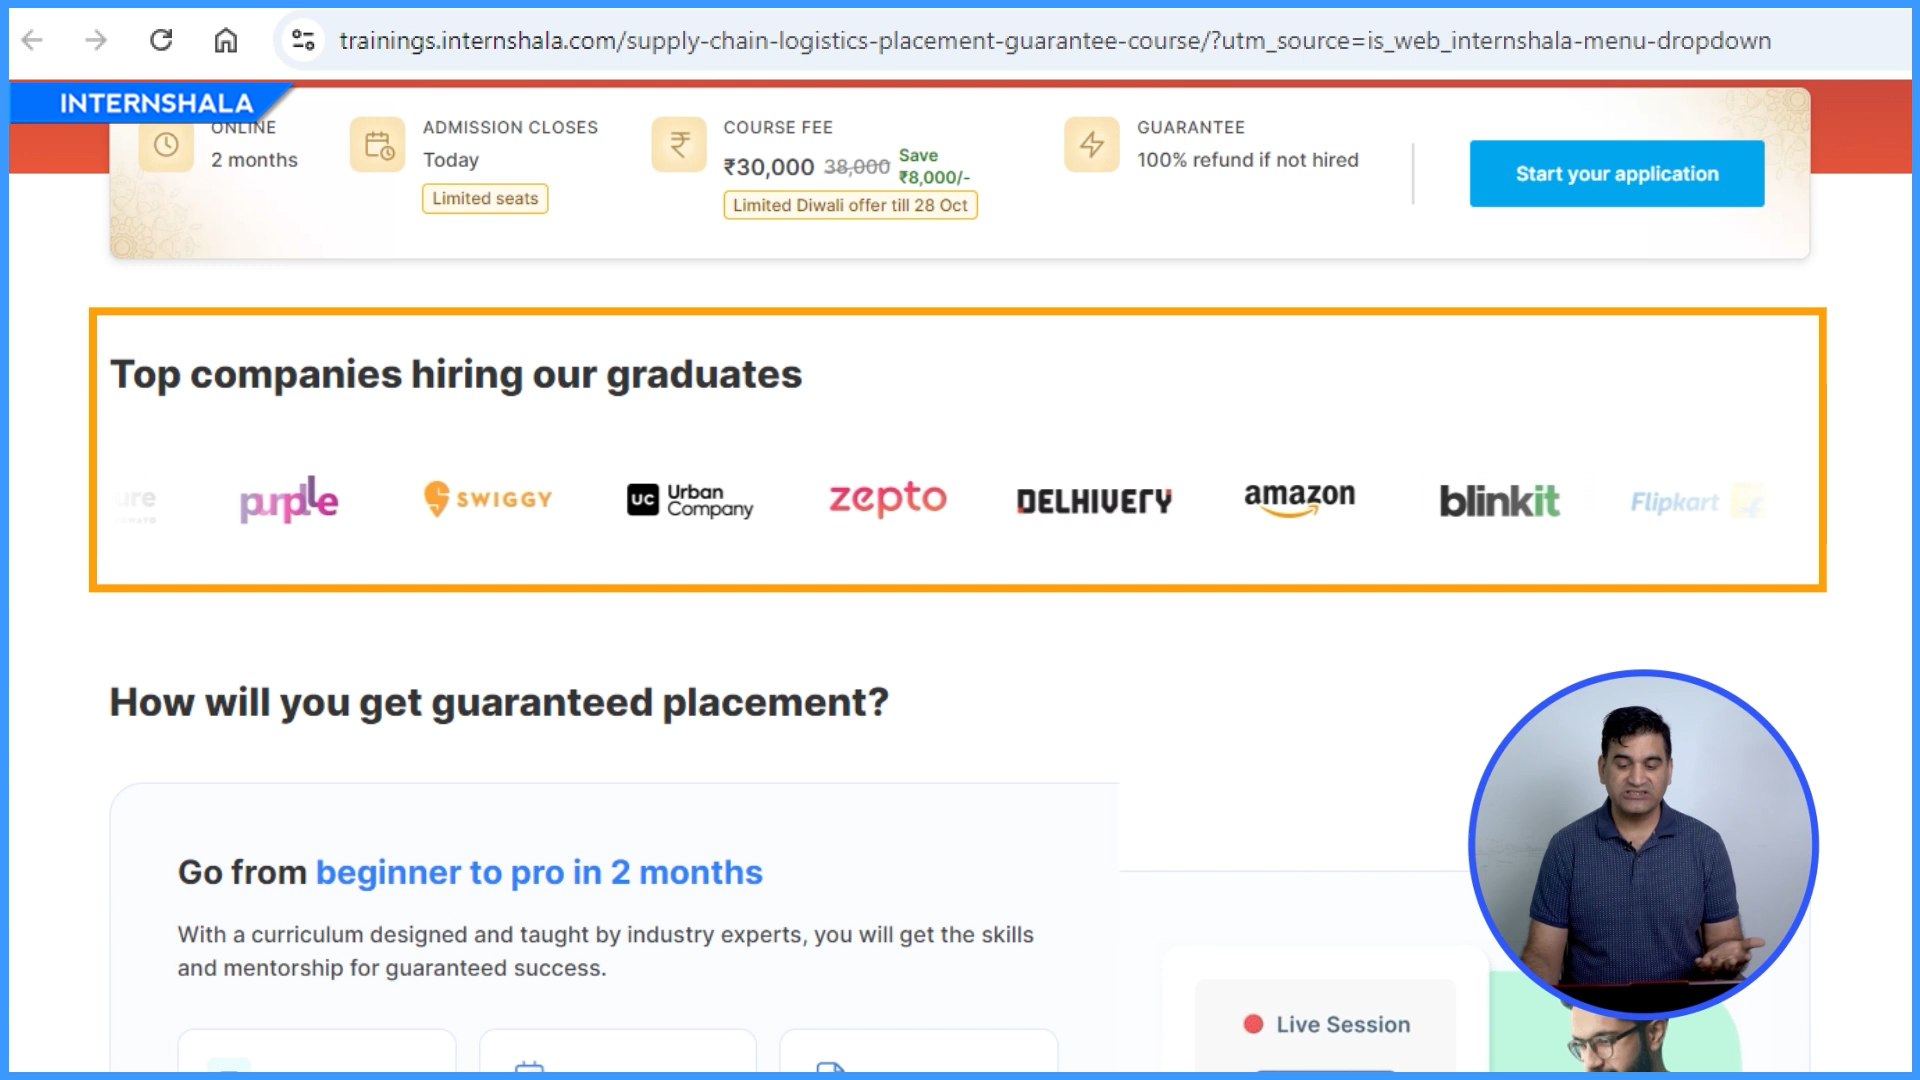 trainings.internshala.com/supply-chain-logistics-placement-guarantee-course/?utm_source=is_web_internshala-menu-dropdown
INTERNSHALA
ONLINE
2 months
ADMISSION CLOSES
Today
Limited seats
COURSE FEE
₹30,000 38,000 Save ₹8,000/-
Limited Diwali offer till 28 Oct
GUARANTEE
100% refund if not hired
Start your application
Top companies hiring our graduates
purplle
SWIGGY
UC Urban Company
zepto
DELHIVERY
amazon
blinkit
Flipkart
How will you get guaranteed placement?
Go from beginner to pro in 2 months
With a curriculum designed and taught by industry experts, you will get the skills
and mentorship for guaranteed success.
Live Session